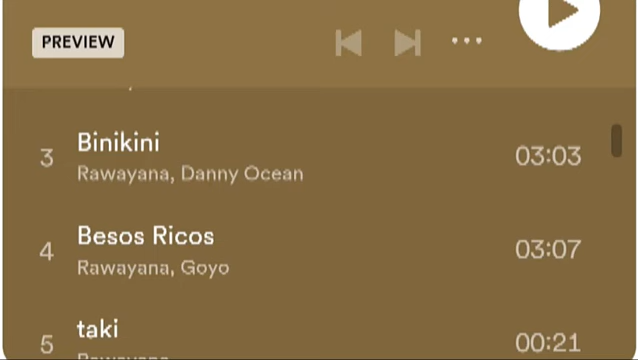 PREVIEW
3
Binikini
Rawayana, Danny Ocean
03:03
4
Besos Ricos
Rawayana, Goyo
03:07
5
taki
Rawayana
00:21